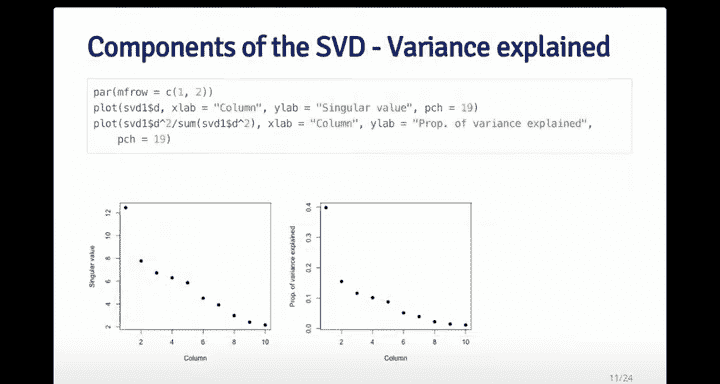 Components of the SVD - Variance explained
par(mfrow = c(1, 2))
plot(svd1$d, xlab = "Column", ylab = "Singular value", pch = 19)
plot(svd1$d^2/sum(svd1$d^2), xlab = "Column", ylab = "Prop. of variance explained",
pch = 19)
Singular value
12
10
8
6
4
2
2 4 6 8 10
Column
Prop. of variance explained
0.4
0.3
0.2
0.1
0.0
2 4 6 8 10
Column
11/24